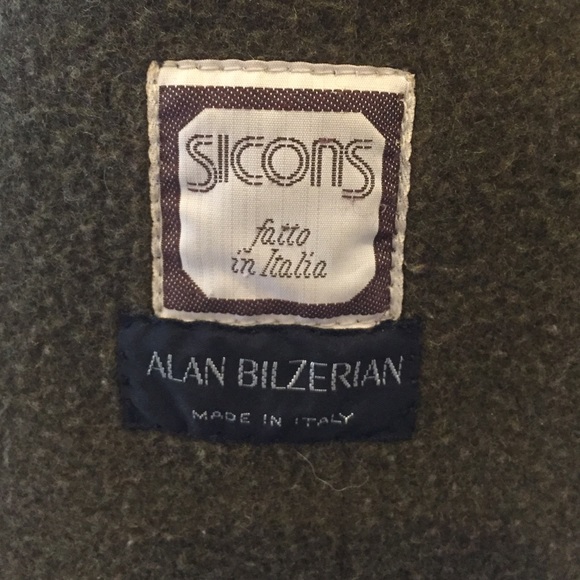 SICONS
fatto
in Italia
ALAN BILZERIAN
MADE IN ITALY